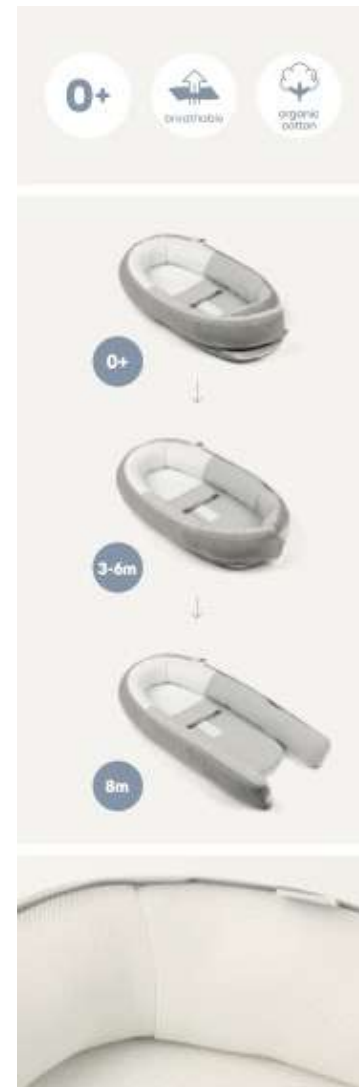 0+
breathable
organic
cotton
0+
3-6m
8m